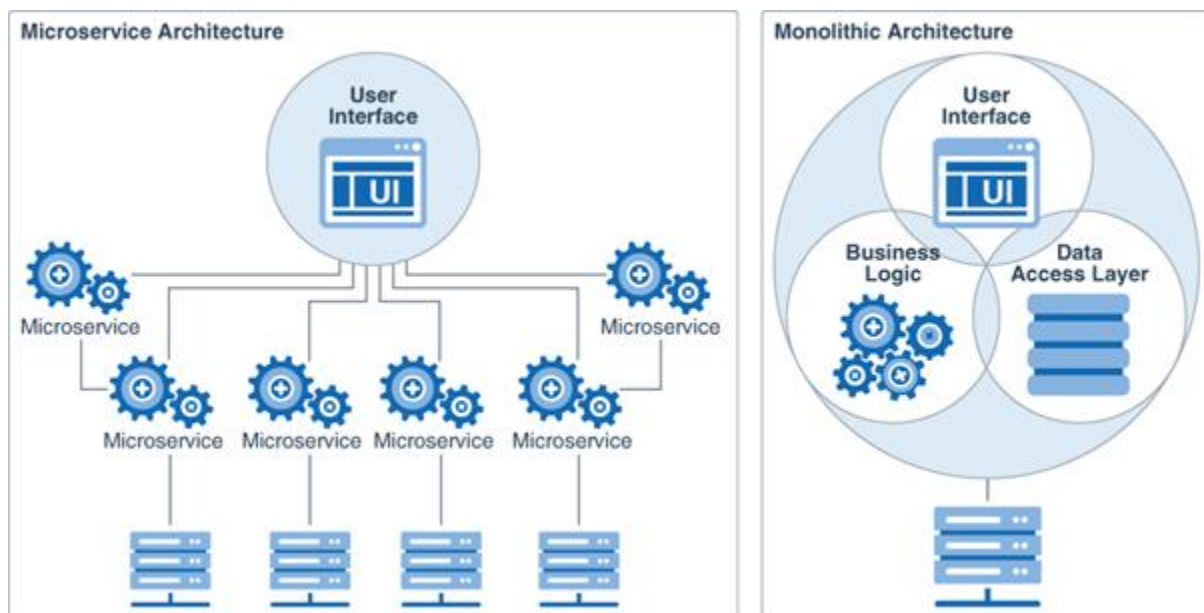 Microservice Architecture
User
Interface
UI
Microservice
Microservice
Microservice
Microservice
Microservice
Microservice
Monolithic Architecture
User
Interface
UI
Business
Logic
Data
Access Layer